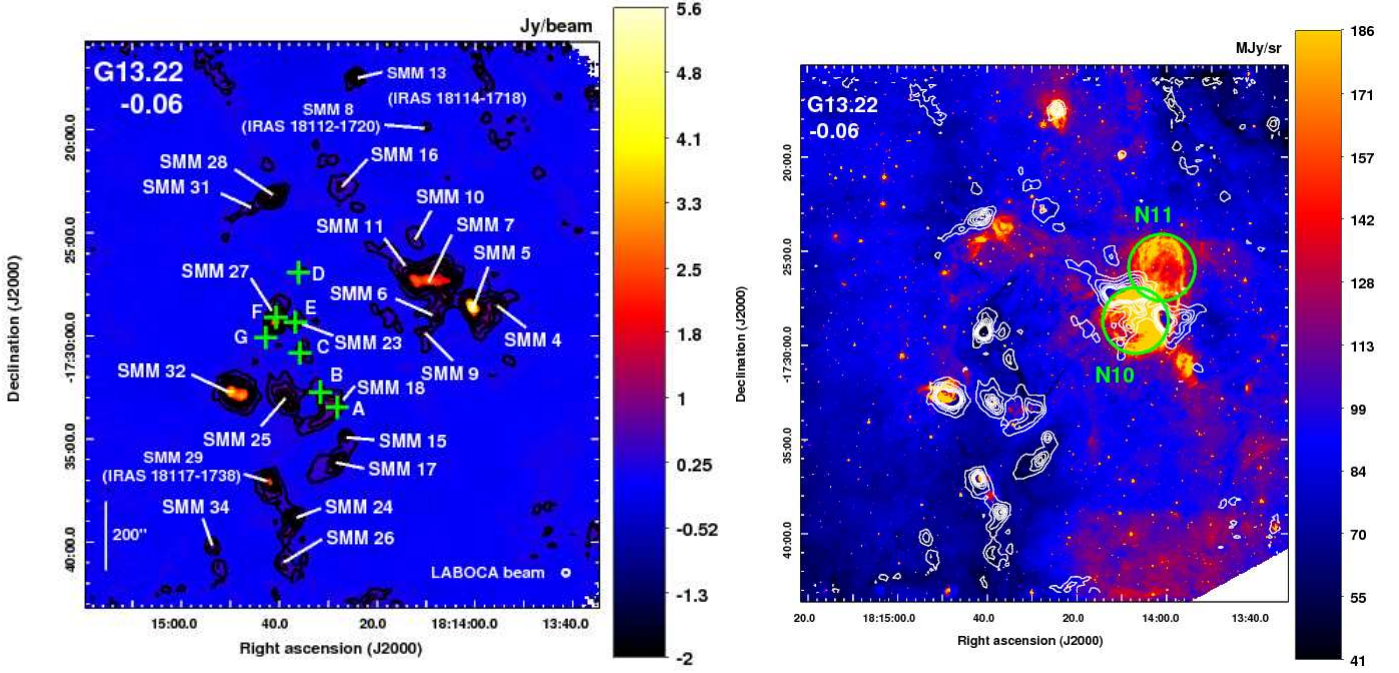 Jy/beam
G13.22
-0.06
SMM 13
(IRAS 18114-1718)
SMM 8
(IRAS 18112-1720)
SMM 16
SMM 28
SMM 31
SMM 10
SMM 11
SMM 7
SMM 5
SMM 27
D
SMM 6
F
E
G
SMM 23
SMM 4
C
SMM 9
SMM 32
B
SMM 18
A
SMM 25
SMM 15
SMM 29
(IRAS 18117-1738)
SMM 17
SMM 34
SMM 24
200"
SMM 26
LABOCA beam
Declination (J2000)
20:00.0
25:00.0
-17:30:00.0
35:00.0
40:00.0
15:00.0 40.0 20.0 18:14:00.0 13:40.0
Right ascension (J2000)
5.6
4.8
4.1
3.3
2.5
1.8
1
0.25
-0.52
-1.3
-2
MJy/sr
G13.22
-0.06
N11
N10
Declination (J2000)
20:00.0
25:00.0
-17:30:00.0
35:00.0
40:00.0
20.0 18:15:00.0 40.0 20.0 14:00.0 13:40.0
Right ascension (J2000)
186
171
157
142
128
113
99
84
70
55
41